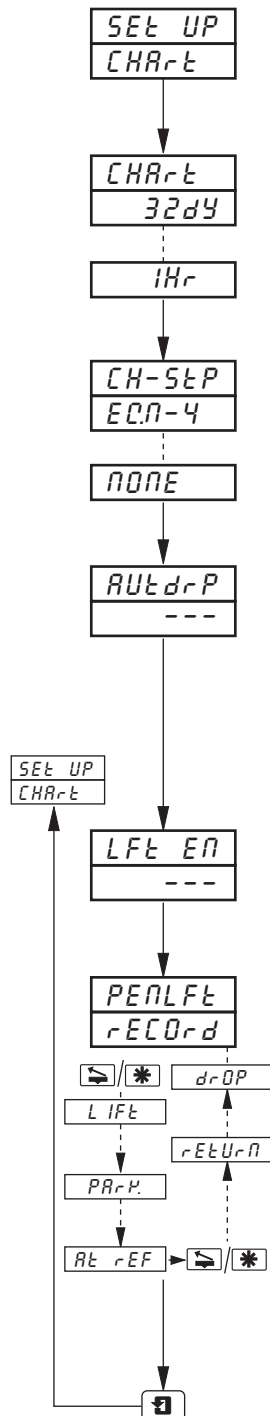 SEt UP
CHArt
CHArt
32dY
1Hr
CH-StP
EC.N-4
NONE
AUtdrP
---
SEt UP
CHArt
LFt EN
---
PENLFt
rECOrd
/
drOP
LIFt
rEtUrN
PArK.
At rEF
/